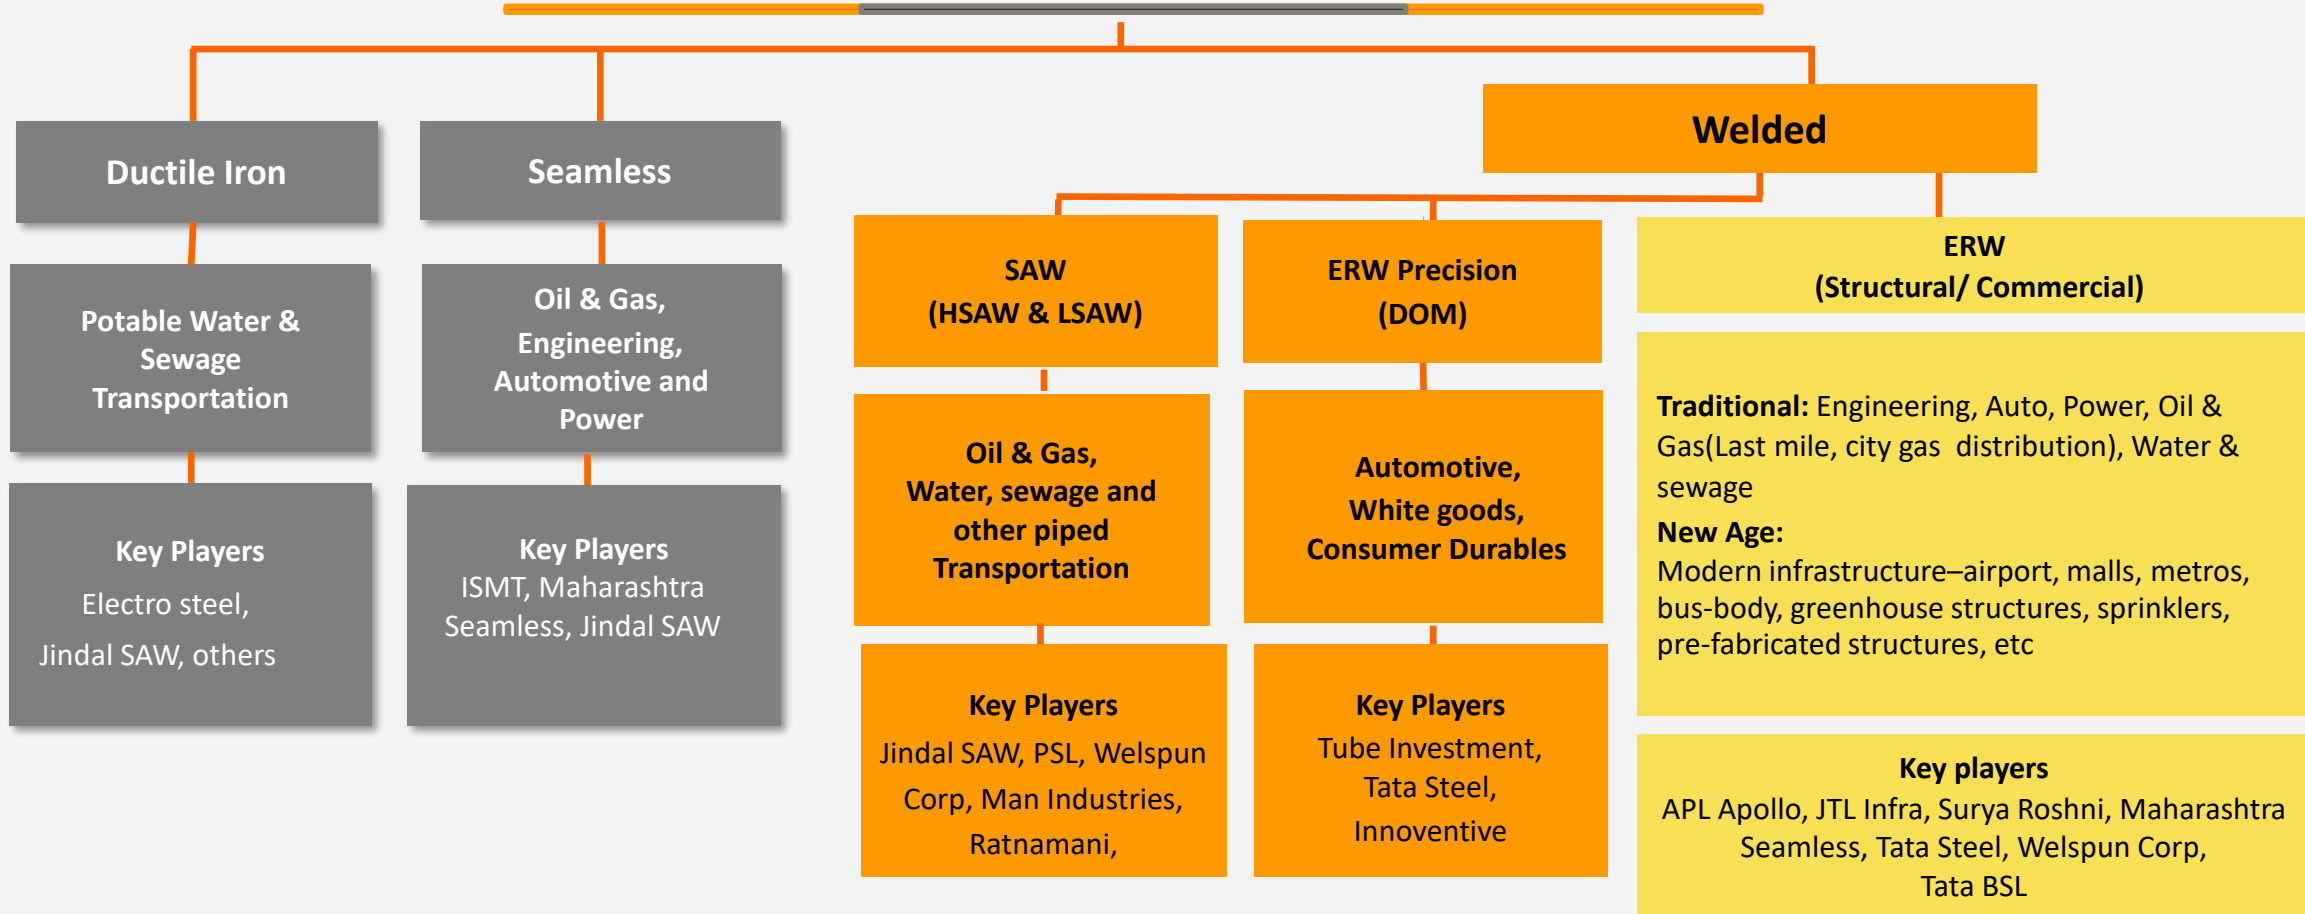 Welded
Ductile Iron
Seamless
SAW
(HSAW & LSAW)
ERW Precision
(DOM)
ERW
(Structural/ Commercial)
Potable Water &
Sewage
Transportation
Oil & Gas,
Engineering,
Automotive and
Power
Oil & Gas,
Water, sewage and
other piped
Transportation
Automotive,
White goods,
Consumer Durables
Traditional: Engineering, Auto, Power, Oil &
Gas(Last mile, city gas  distribution), Water &
sewage
New Age:
Modern infrastructure–airport, malls, metros,
bus-body, greenhouse structures, sprinklers,
pre-fabricated structures, etc
Key Players
Electro steel,
Jindal SAW, others
Key Players
ISMT, Maharashtra
Seamless, Jindal SAW
Key Players
Jindal SAW, PSL, Welspun
Corp, Man Industries,
Ratnamani,
Key Players
Tube Investment,
Tata Steel,
Innoventive
Key players
APL Apollo, JTL Infra, Surya Roshni, Maharashtra
Seamless, Tata Steel, Welspun Corp,
Tata BSL